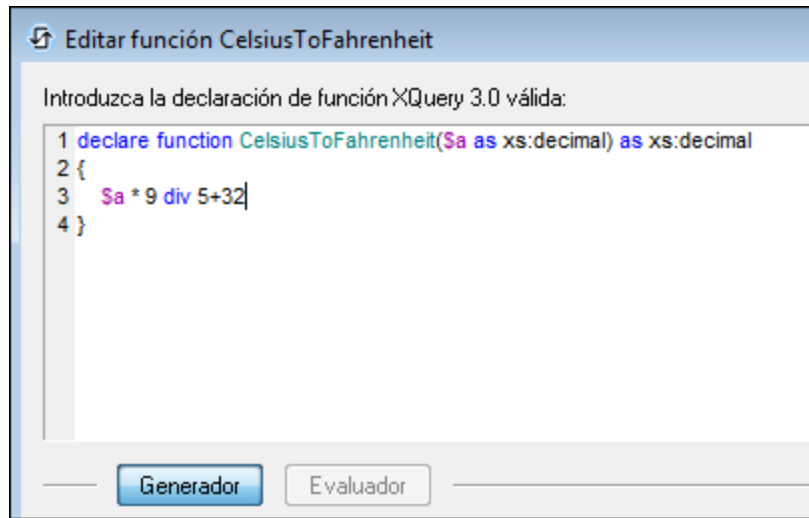 Editar función CelsiusToFahrenheit
Introduzca la declaración de función XQuery 3.0 válida:
1 declare function CelsiusToFahrenheit($a as xs:decimal) as xs:decimal
2 {
3 $a * 9 div 5+32
4 }
Generador Evaluador